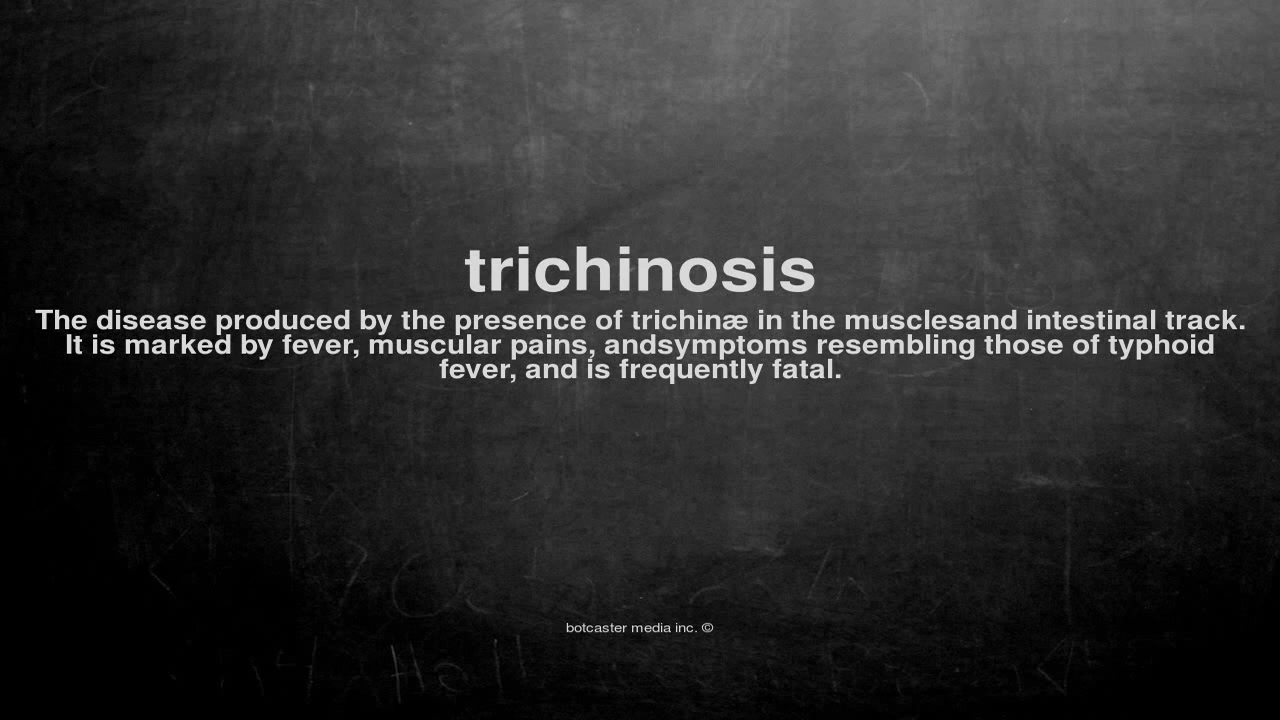 trichinosis
The disease produced by the presence of trichinæ in the musclesand intestinal track.
It is marked by fever, muscular pains, andsymptoms resembling those of typhoid
fever, and is frequently fatal.
botcaster media inc. ©